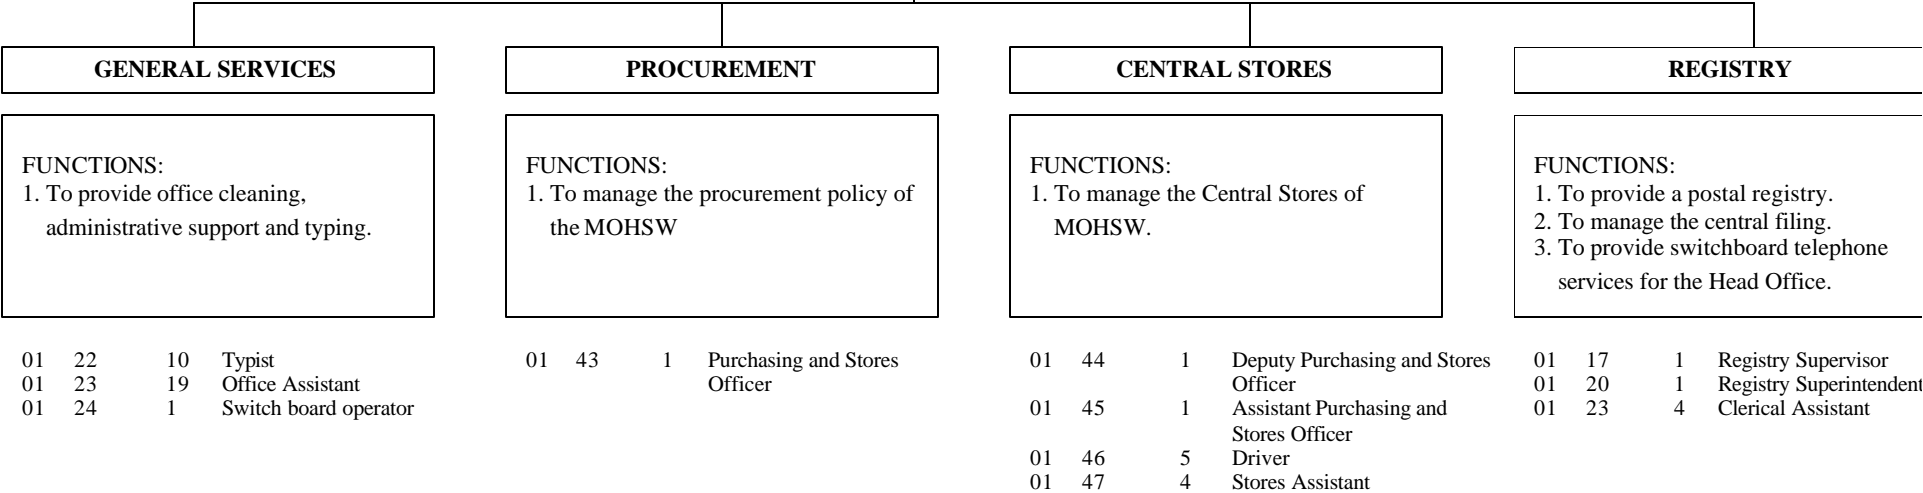 GENERAL SERVICES
FUNCTIONS:
1. To provide office cleaning,
administrative support and typing.
01 22 10 Typist
01 23 19 Office Assistant
01 24 1 Switch board operator
PROCUREMENT
FUNCTIONS:
1. To manage the procurement policy of
the MOHSW
01 43 1 Purchasing and Stores
Officer
CENTRAL STORES
FUNCTIONS:
1. To manage the Central Stores of
MOHSW.
01 44 1 Deputy Purchasing and Stores
Officer
01 45 1 Assistant Purchasing and
Stores Officer
01 46 5 Driver
01 47 4 Stores Assistant
REGISTRY
FUNCTIONS:
1. To provide a postal registry.
2. To manage the central filing.
3. To provide switchboard telephone
services for the Head Office.
01 17 1 Registry Supervisor
01 20 1 Registry Superintendent
01 23 4 Clerical Assistant